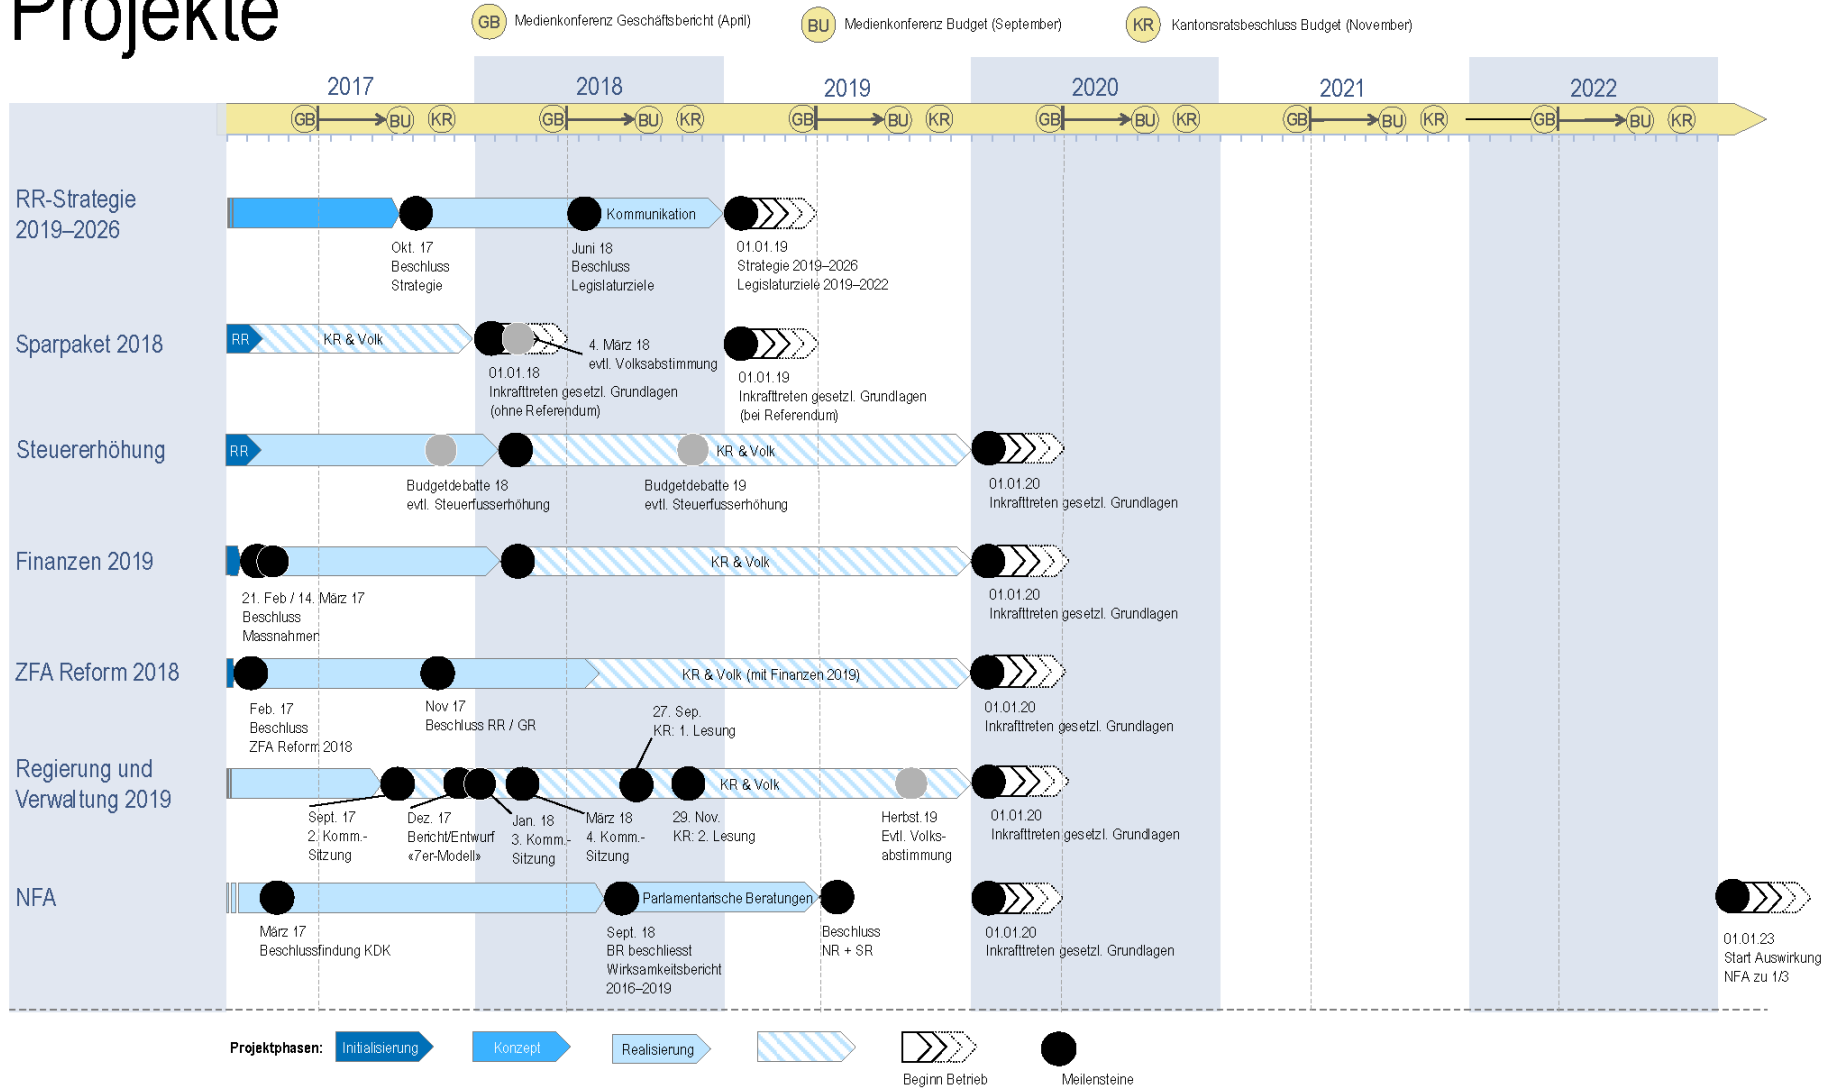 Projekte
GB Medienkonferenz Geschäftsbericht (April)
BU Medienkonferenz Budget (September)
KR Kantonsratsbeschluss Budget (November)
2017 2018 2019 2020 2021 2022
GB BU KR GB BU KR GB BU KR GB BU KR GB BU KR GB BU KR
RR-Strategie
2019–2026
Kommunikation
Okt. 17
Beschluss
Strategie
Juni 18
Beschluss
Legislaturziele
01.01.19
Strategie 2019–2026
Legislaturziele 2019–2022
Sparpaket 2018
RR
KR & Volk
4. März 18
evtl. Volksabstimmung
01.01.18
Inkrafttreten gesetzl. Grundlagen
(ohne Referendum)
01.01.19
Inkrafttreten gesetzl. Grundlagen
(bei Referendum)
Steuererhöhung
RR
KR & Volk
Budgetdebatte 18
evtl. Steuerfusserhöhung
Budgetdebatte 19
evtl. Steuerfusserhöhung
01.01.20
Inkrafttreten gesetzl. Grundlagen
Finanzen 2019
KR & Volk
21. Feb / 14. März 17
Beschluss
Massnahmen
01.01.20
Inkrafttreten gesetzl. Grundlagen
ZFA Reform 2018
KR & Volk (mit Finanzen 2019)
Feb. 17
Beschluss
ZFA Reform 2018
Nov 17
Beschluss RR / GR
01.01.20
Inkrafttreten gesetzl. Grundlagen
27. Sep.
KR: 1. Lesung
Regierung und
Verwaltung 2019
KR & Volk
Sept. 17
2. Komm.-
Sitzung
Dez. 17
Bericht/Entwurf
«7er-Modell»
Jan. 18
3. Komm.-
Sitzung
März 18
4. Komm.-
Sitzung
29. Nov.
KR: 2. Lesung
Herbst.19
Evtl. Volks-
abstimmung
01.01.20
Inkrafttreten gesetzl. Grundlagen
NFA
Parlamentarische Beratungen
März 17
Beschlussfindung KDK
Sept. 18
BR beschliesst
Wirksamkeitsbericht
2016–2019
Beschluss
NR + SR
01.01.20
Inkrafttreten gesetzl. Grundlagen
01.01.23
Start Auswirkung
NFA zu 1/3
Projektphasen:
Initialisierung
Konzept
Realisierung
Beginn Betrieb
Meilensteine